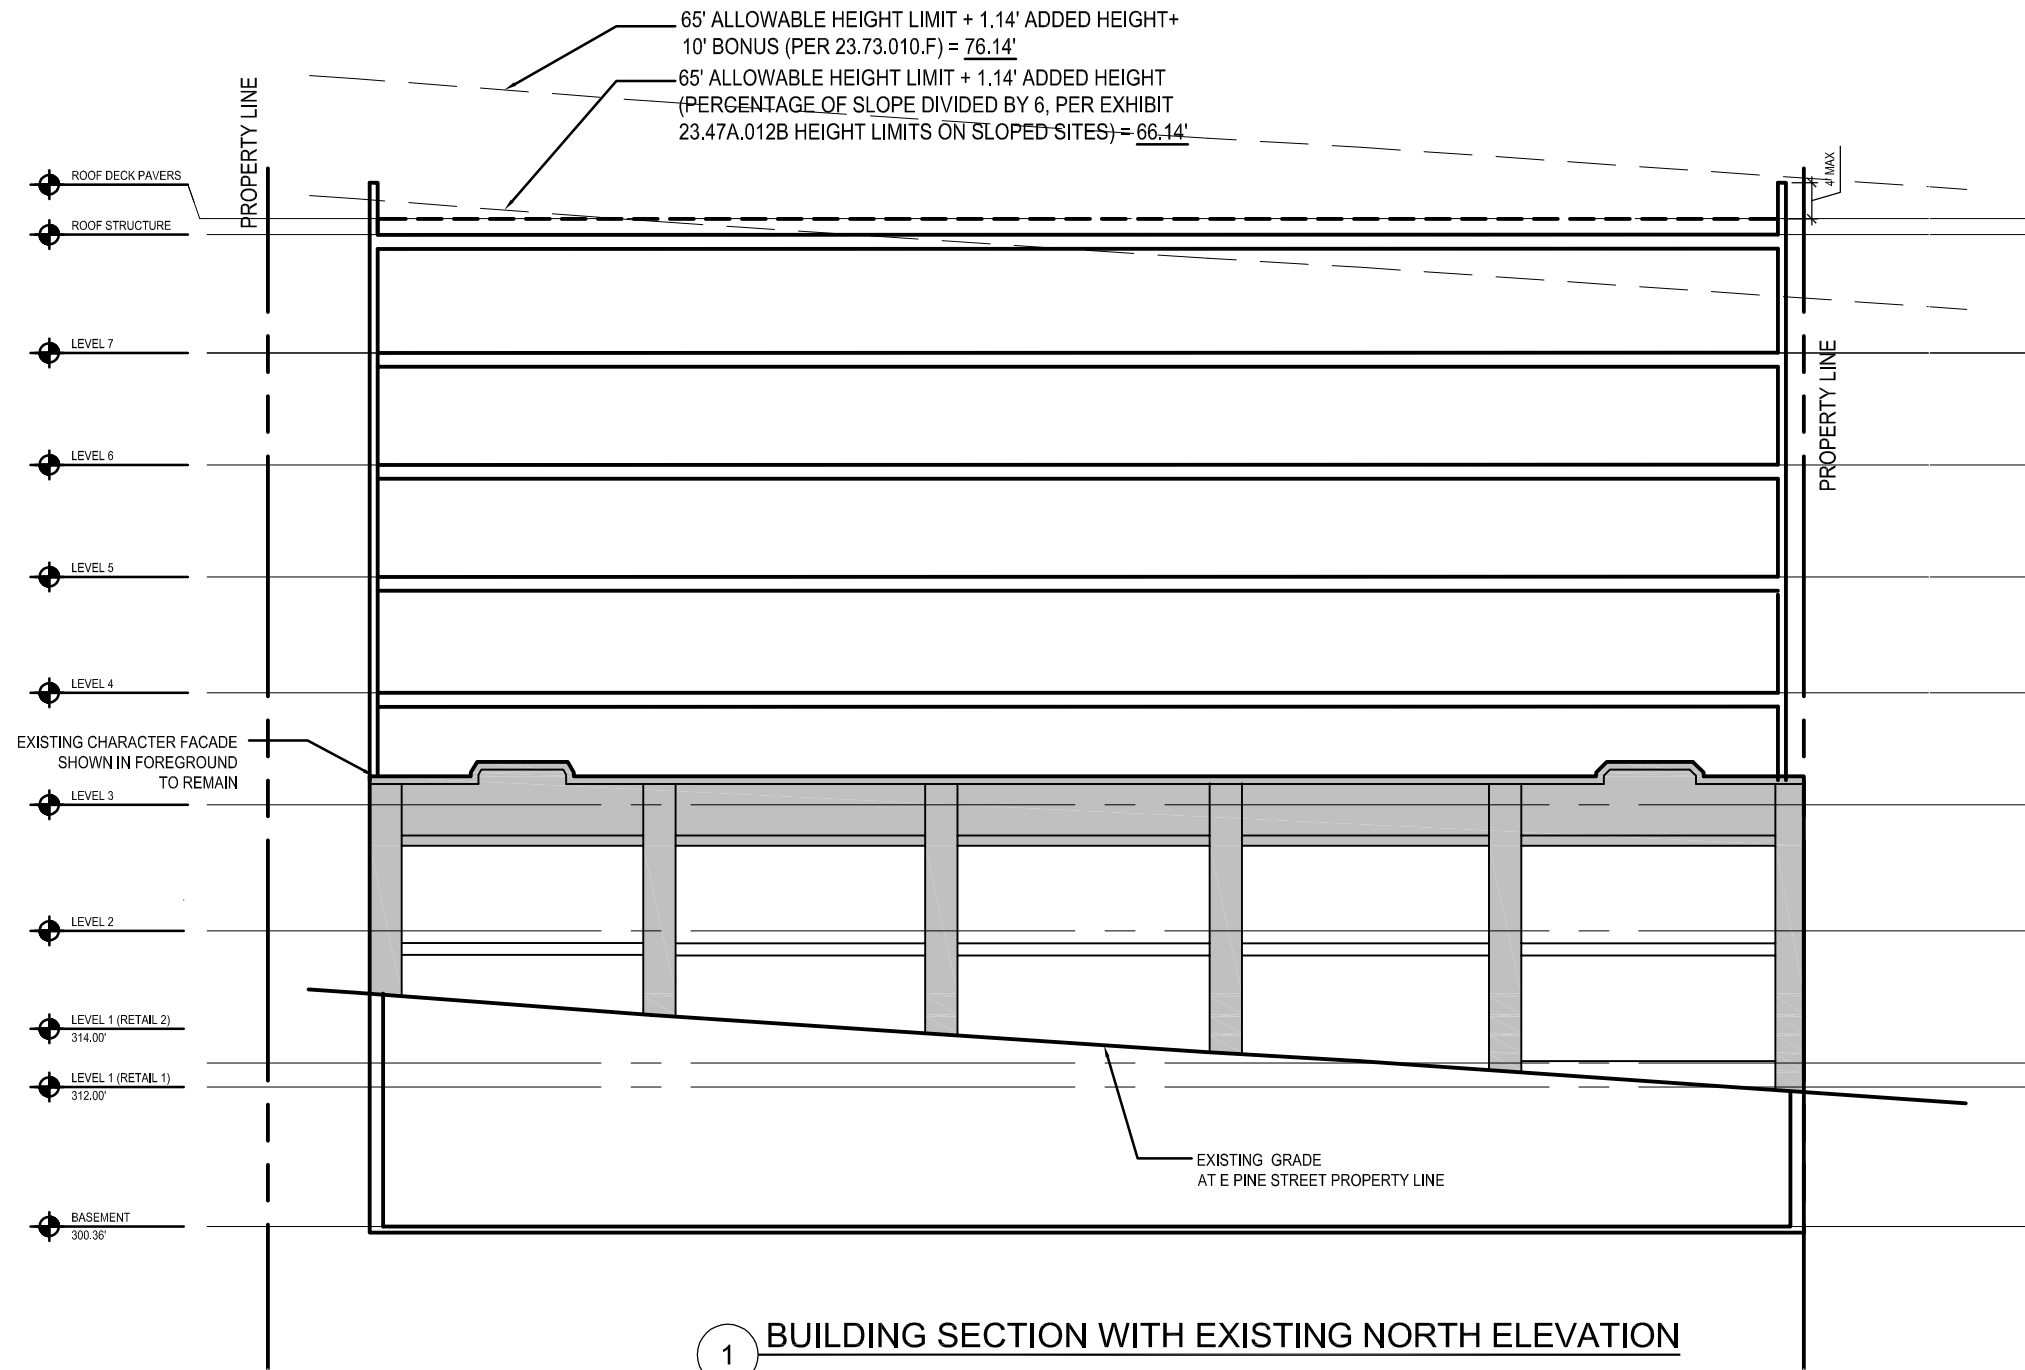 65' ALLOWABLE HEIGHT LIMIT + 1.14' ADDED HEIGHT+
10' BONUS (PER 23.73.010.F) = 76.14'
65' ALLOWABLE HEIGHT LIMIT + 1.14' ADDED HEIGHT
(PERCENTAGE OF SLOPE DIVIDED BY 6, PER EXHIBIT
23.47A.012B HEIGHT LIMITS ON SLOPED SITES) = 66.14'
PROPERTY LINE
4' MAX
ROOF DECK PAVERS
ROOF STRUCTURE
LEVEL 7
PROPERTY LINE
LEVEL 6
LEVEL 5
LEVEL 4
EXISTING CHARACTER FACADE
SHOWN IN FOREGROUND
TO REMAIN
LEVEL 3
LEVEL 2
LEVEL 1 (RETAIL 2)
314.00'
LEVEL 1 (RETAIL 1)
312.00'
EXISTING GRADE
AT E PINE STREET PROPERTY LINE
BASEMENT
300.36'
1 BUILDING SECTION WITH EXISTING NORTH ELEVATION